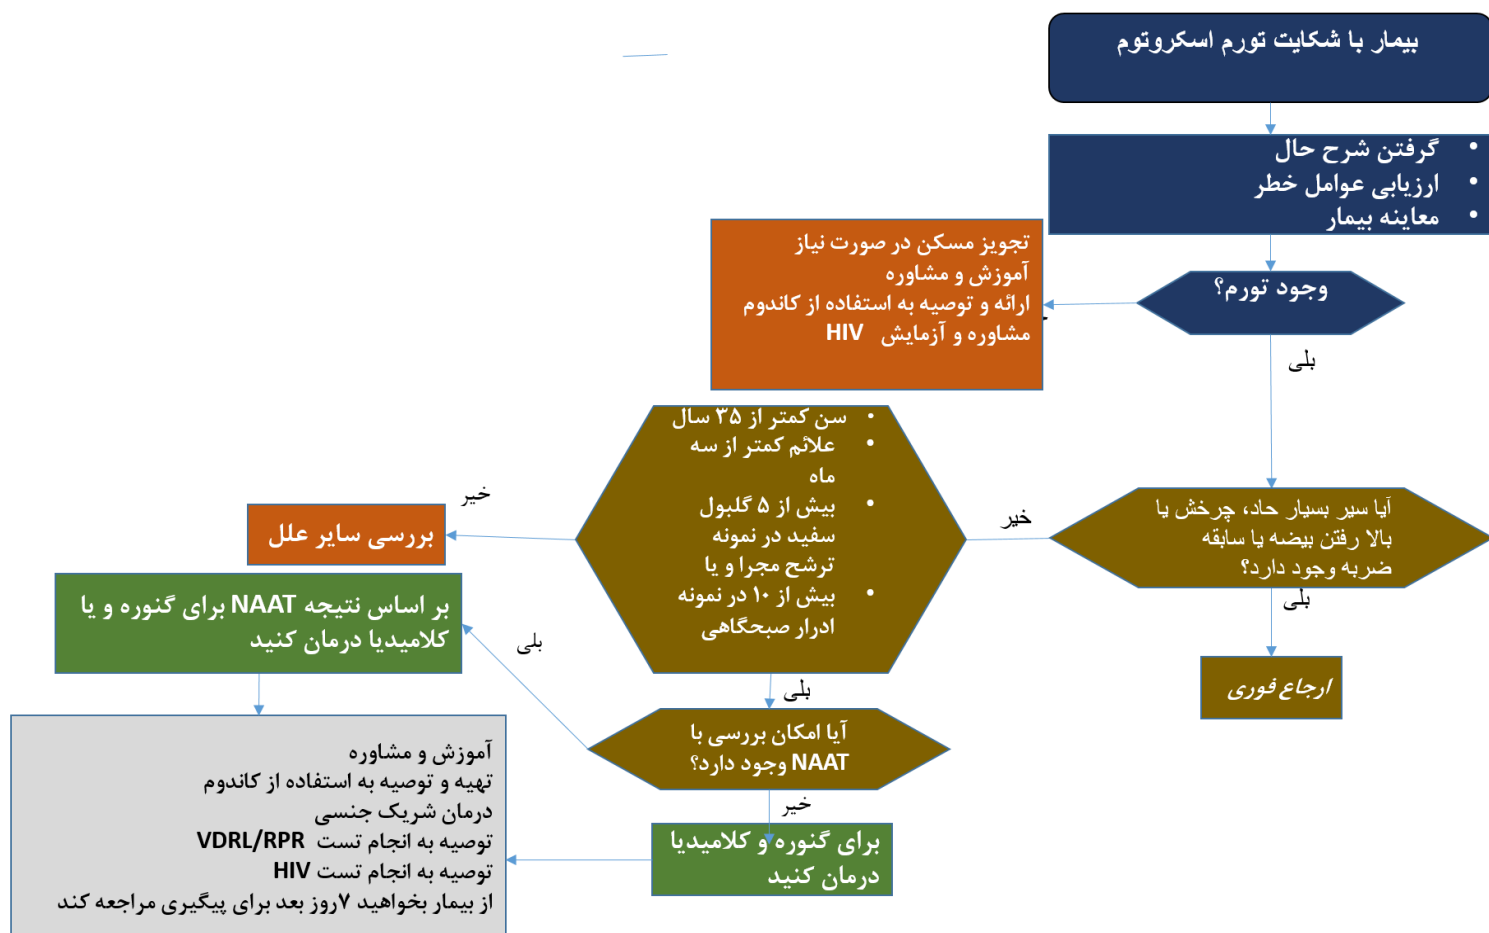 بیمار با شکایت تورم اسکروتوم
• گرفتن شرح حال
• ارزیابی عوامل خطر
• معاینه بیمار
وجود تورم؟
تجویز مسکن در صورت نیاز
آموزش و مشاوره
ارائه و توصیه به استفاده از کاندوم
مشاوره و آزمایش HIV
بلی
آیا سیر بسیار حاد، چرخش یا
بالا رفتن بیضه یا سابقه
ضربه وجود دارد؟
بلی
ارجاع فوری
خیر
• سن کمتر از ۳۵ سال
• علائم کمتر از سه
ماه
• بیش از ۵ گلبول
سفید در نمونه
ترشح مجرا و یا
• بیش از ۱۰ در نمونه
ادرار صبحگاهی
خیر
بررسی سایر علل
بلی
آیا امکان بررسی با
NAAT وجود دارد؟
بلی
بر اساس نتیجه NAAT برای گنوره و یا
کلامیدیا درمان کنید
خیر
برای گنوره و کلامیدیا
درمان کنید
آموزش و مشاوره
تهیه و توصیه به استفاده از کاندوم
درمان شریک جنسی
توصیه به انجام تست VDRL/RPR
توصیه به انجام تست HIV
از بیمار بخواهید ۷روز بعد برای پیگیری مراجعه کند